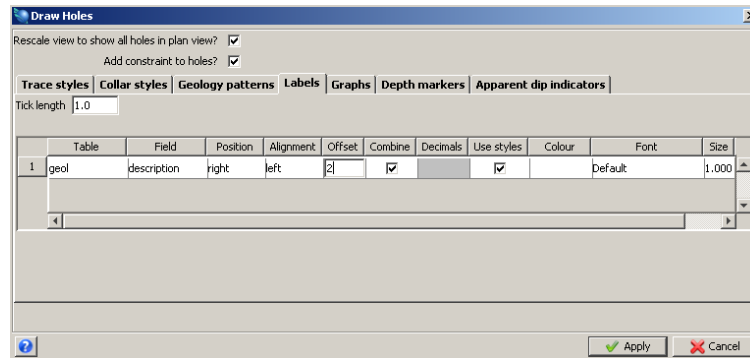 Draw Holes
Rescale view to show all holes in plan view?
Add constraint to holes?
Trace styles Collar styles Geology patterns Labels Graphs Depth markers Apparent dip indicators
Tick length 1.0
Table Field Position Alignment Offset Combine Decimals Use styles Colour Font Size
1 geol description right left 2 Default 1.000
Apply Cancel